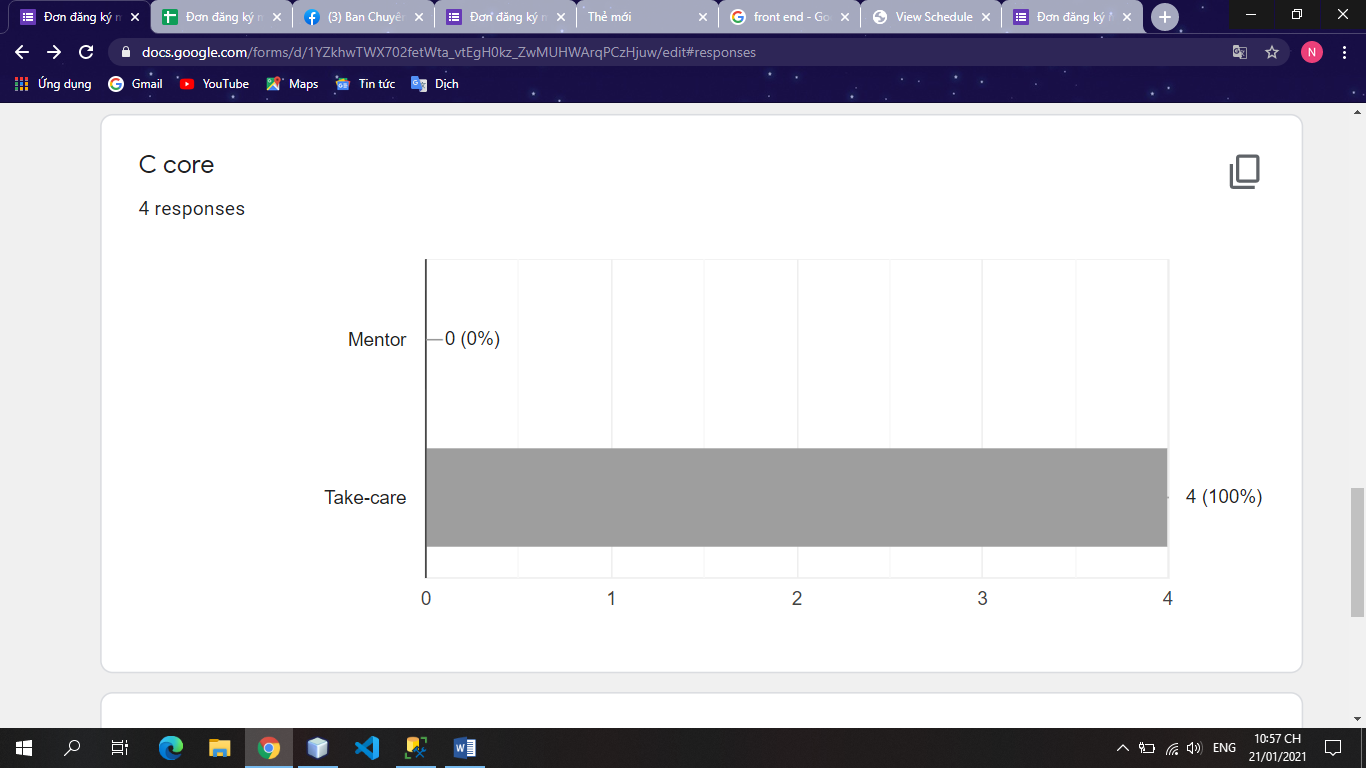 Đơn đăng ký m
Đơn đăng ký m
(3) Ban Chuyên
Đơn đăng ký m
Thẻ mới
front end - Goo
View Schedule
Đơn đăng ký M
docs.google.com/forms/d/1YZkhwTWX702fetWta_vtEgH0kz_ZwMUHWArqPCzHjuw/edit#responses
N
Ứng dụng
Gmail
YouTube
Maps
Tin tức
Dịch
C core
4 responses
Mentor
0 (0%)
Take-care
4 (100%)
0 1 2 3 4
ENG
10:57 CH
21/01/2021